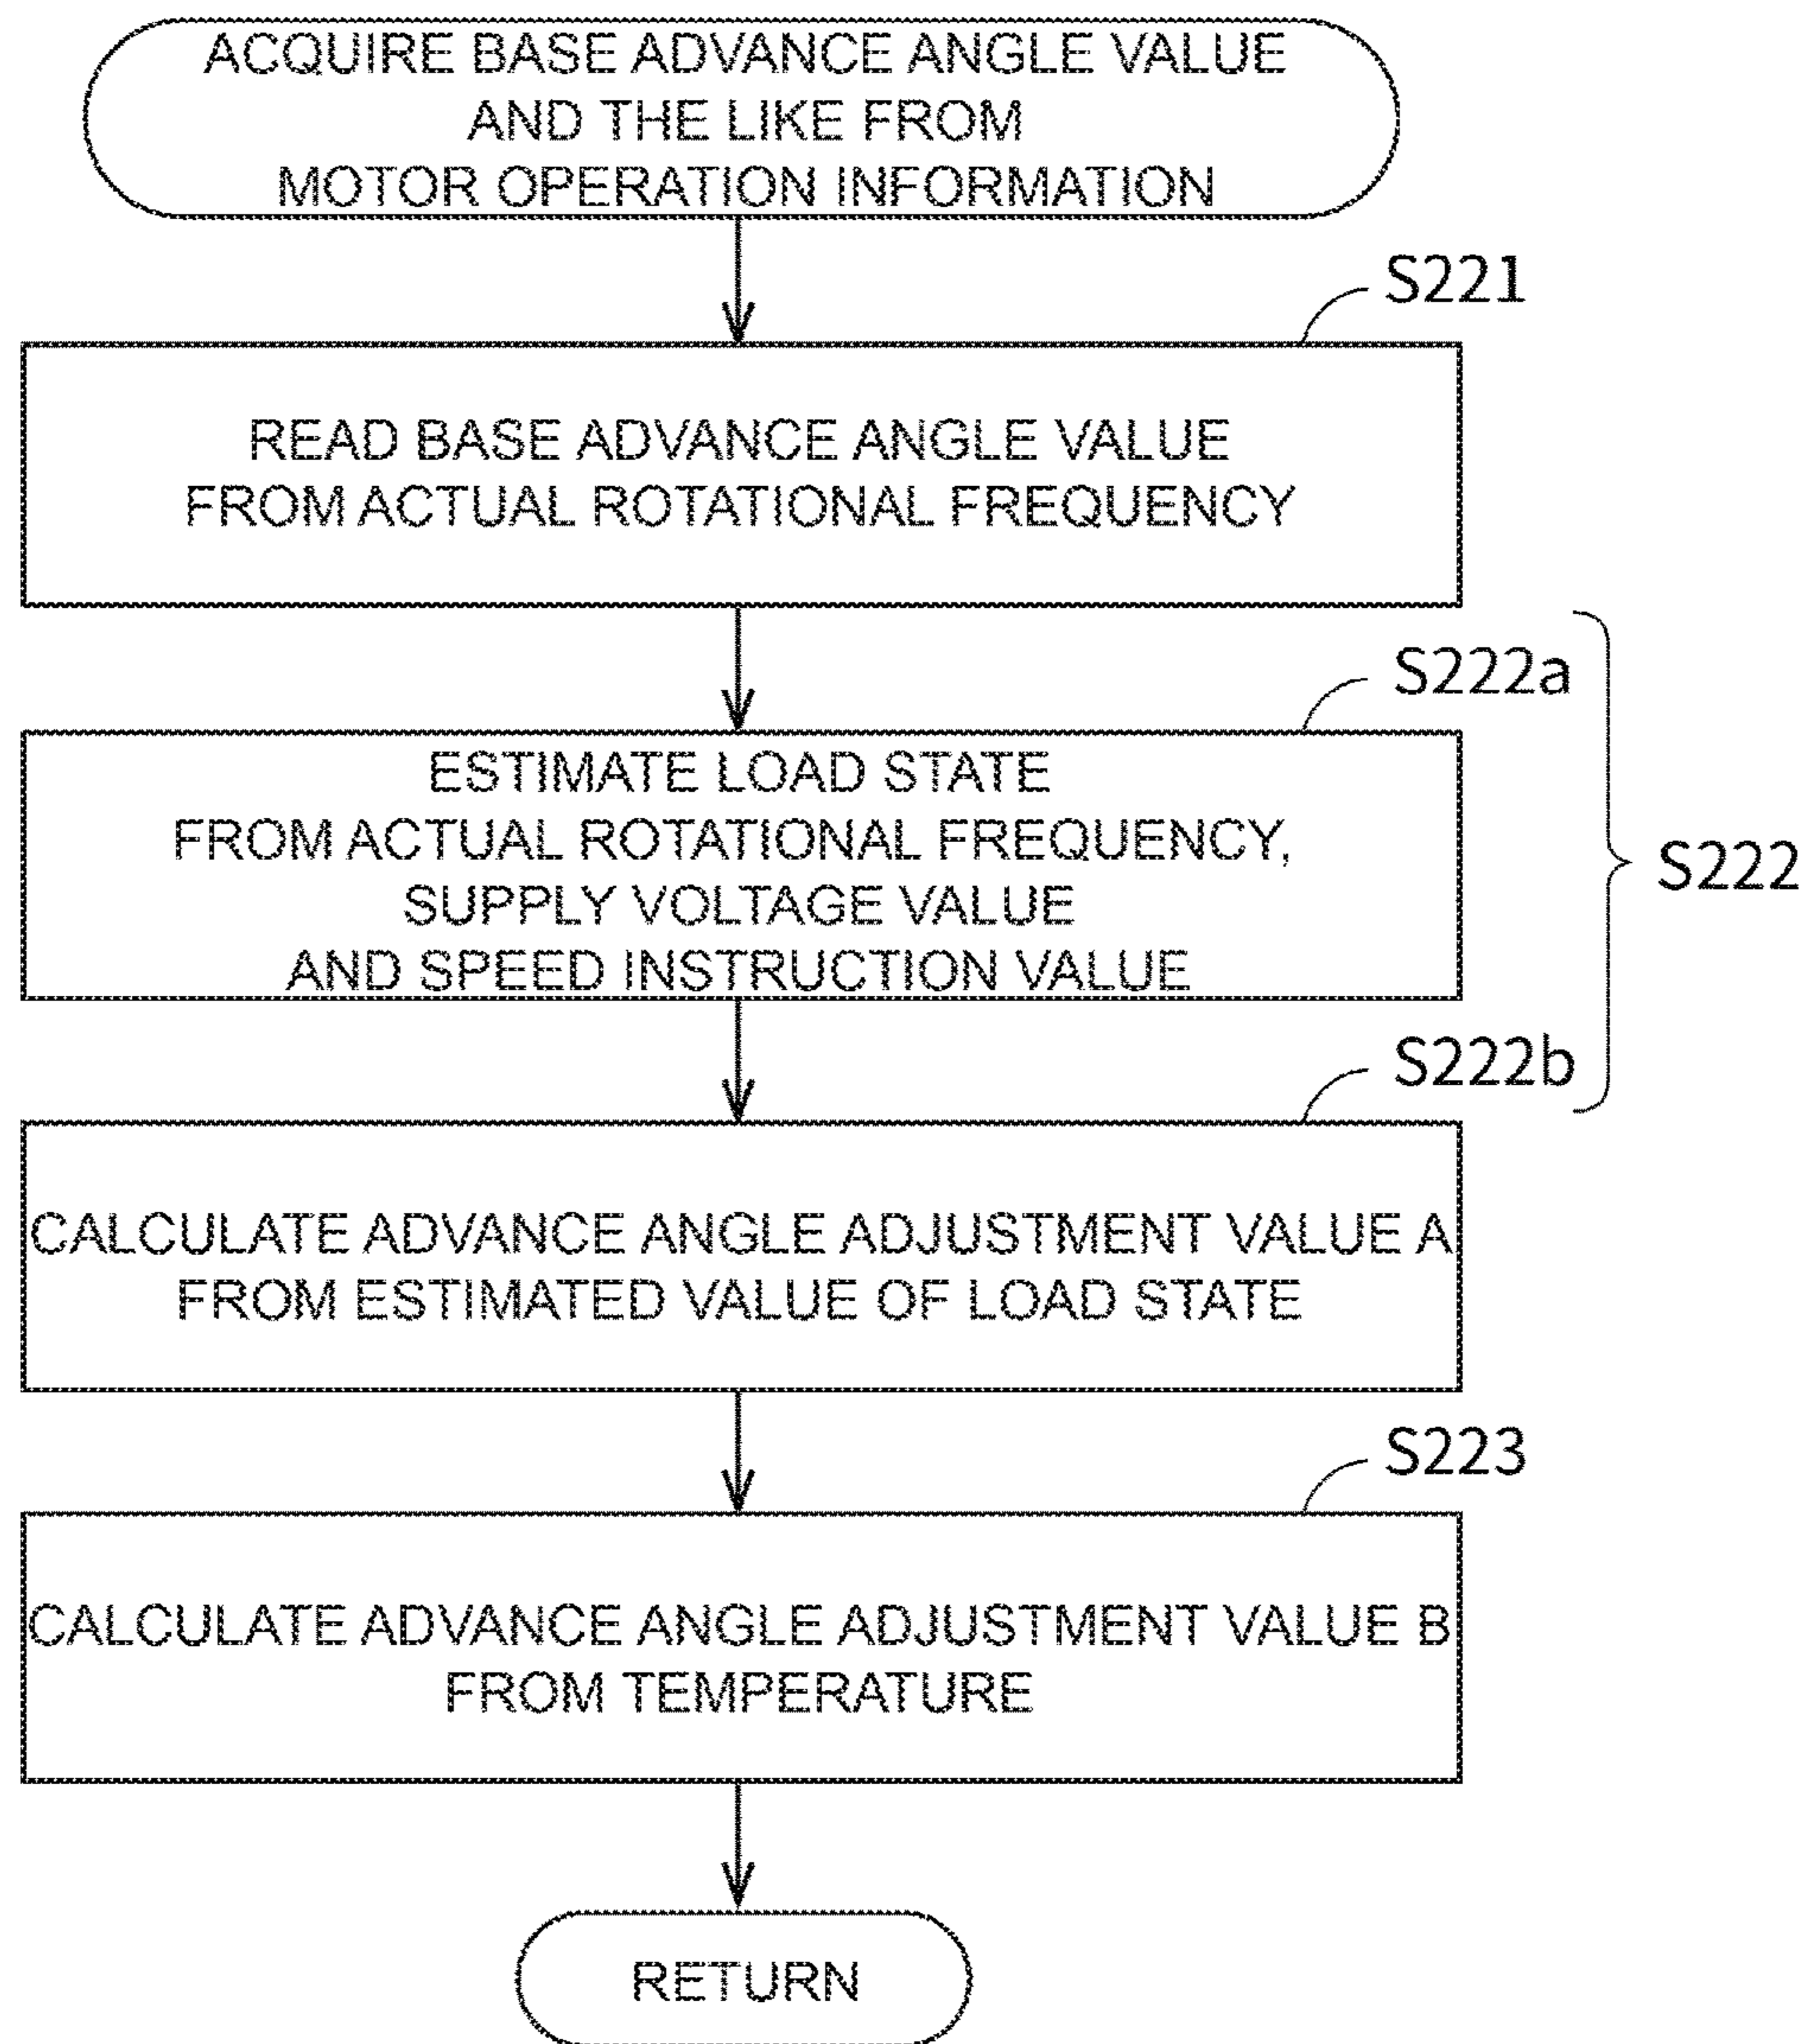 ACQUIRE BASE ADVANCE ANGLE VALUE
AND THE LIKE FROM
MOTOR OPERATION INFORMATION
S221
READ BASE ADVANCE ANGLE VALUE
FROM ACTUAL ROTATIONAL FREQUENCY
S222a
ESTIMATE LOAD STATE
FROM ACTUAL ROTATIONAL FREQUENCY,
SUPPLY VOLTAGE VALUE
AND SPEED INSTRUCTION VALUE
S222
S222b
CALCULATE ADVANCE ANGLE ADJUSTMENT VALUE A
FROM ESTIMATED VALUE OF LOAD STATE
S223
CALCULATE ADVANCE ANGLE ADJUSTMENT VALUE B
FROM TEMPERATURE
RETURN